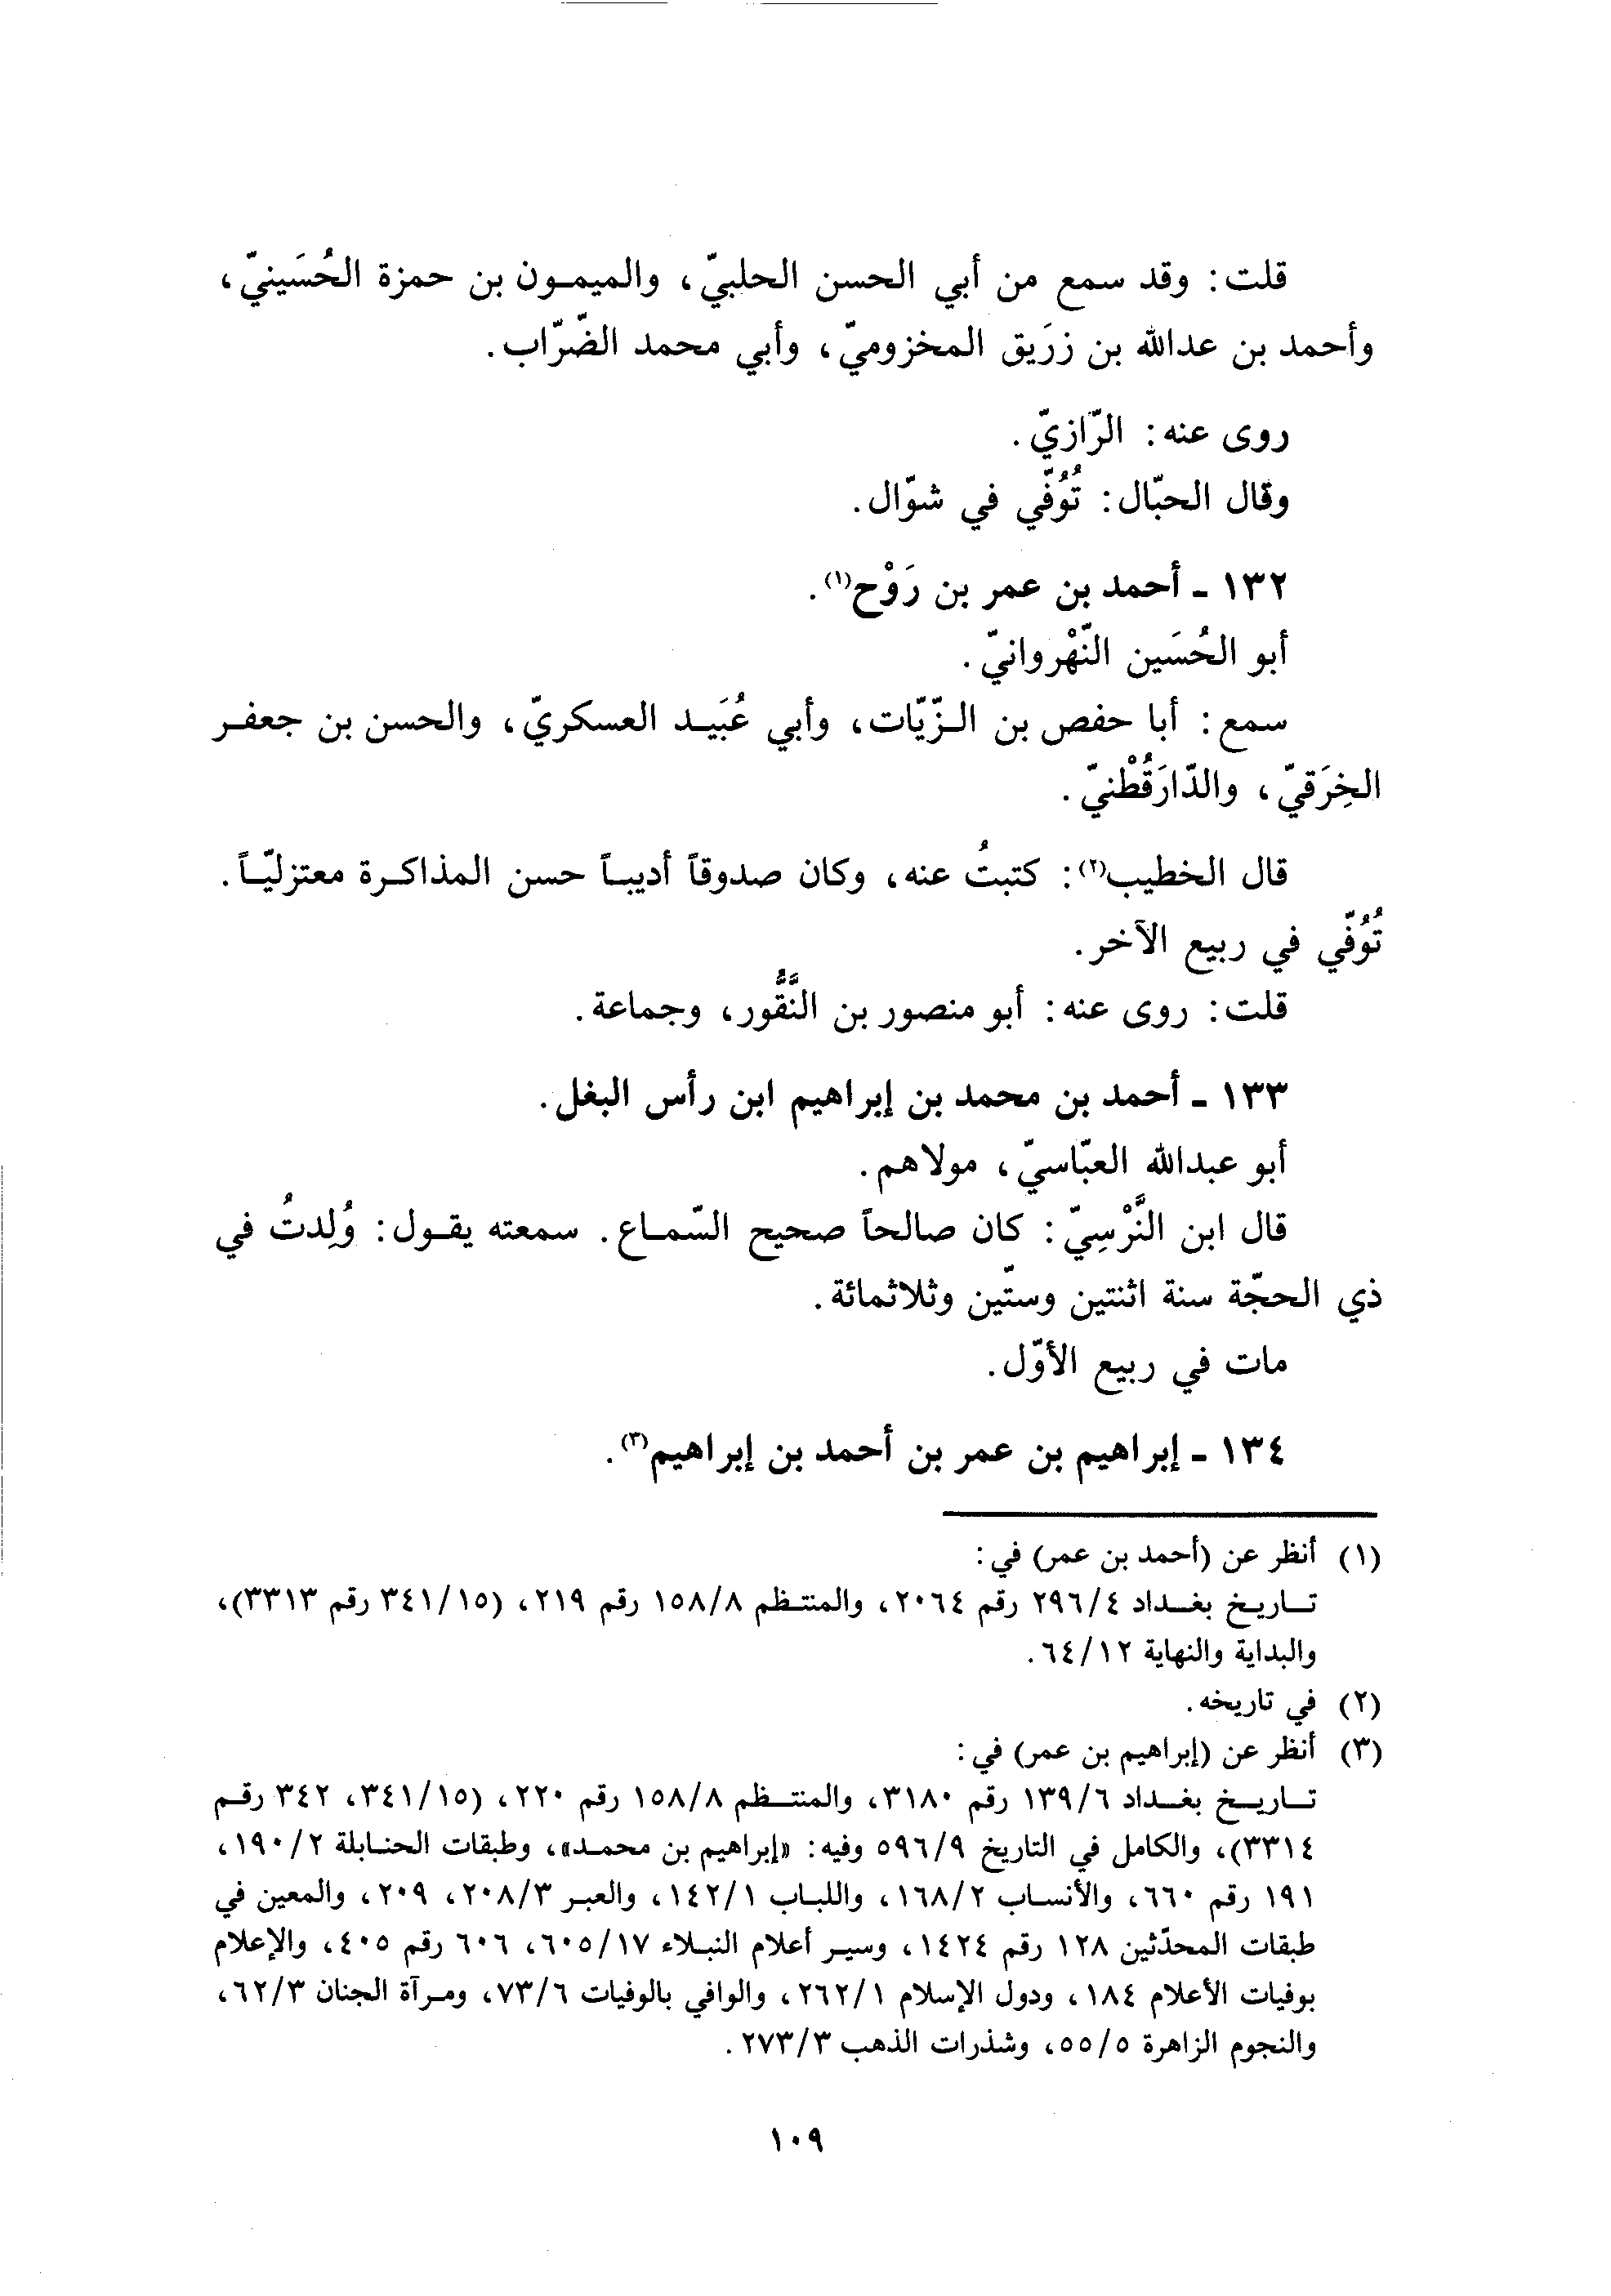 قلت: وقد سمع من أبي الحسن الحلبيّ، والميمون بن حمزة الحُسَينيّ،
وأحمد بن عدالله بن زرَيق المخزوميّ، وأبي محمد الضّرّاب.
روى عنه: الرّازيّ.
وقال الحبّال: تُوُفّي في شوّال.
١٣٢ ـ أحمد بن عمر بن رَوْح(١).
أبو الحُسَين النّهْروانيّ.
سمع: أبا حفص بن الزّيّات، وأبي عُبَيد العسكريّ، والحسن بن جعفر
الخِرَقيّ، والدّارَقُطْنيّ.
قال الخطيب(٢): كتبتُ عنه، وكان صدوقاً أديباً حسن المذاكرة معتزليّاً.
تُوُفّي في ربيع الآخر.
قلت: روى عنه: أبو منصور بن النَّقُّور، وجماعة.
١٣٣ ـ أحمد بن محمد بن إبراهيم ابن رأس البغل.
أبو عبدالله العبّاسيّ، مولاهم.
قال ابن النَّرْسِيّ: كان صالحاً صحيح السّماع. سمعته يقول: وُلِدتُ في
ذي الحجّة سنة اثنتين وستّين وثلاثمائة.
مات في ربيع الأوّل.
١٣٤ ـ إبراهيم بن عمر بن أحمد بن إبراهيم(٣).
(١) أنظر عن (أحمد بن عمر) في:
تاريخ بغداد ٢٩٦/٤ رقم ٢٠٦٤، والمنتظم ١٥٨/٨ رقم ٢١٩، (٣٤١/١٥ رقم ٣٣١٣)،
والبداية والنهاية ٦٤/١٢.
(٢) في تاريخه.
(٣) أنظر عن (إبراهيم بن عمر) في:
تاريخ بغداد ١٣٩/٦ رقم ٣١٨٠، والمنتظم ١٥٨/٨ رقم ٢٢٠، (٣٤١/١٥، ٣٤٢ رقم
٣٣١٤)، والكامل في التاريخ ٥٩٦/٩ وفيه: «إبراهيم بن محمد»، وطبقات الحنابلة ١٩٠/٢،
١٩١ رقم ٦٦٠، والأنساب ١٦٨/٢، واللباب ١٤٢/١، والعبر ٢٠٨/٣، ٢٠٩، والمعين في
طبقات المحدّثين ١٢٨ رقم ١٤٢٤، وسير أعلام النبلاء ٦٠٥/١٧، ٦٠٦ رقم ٤٠٥، والإعلام
بوفيات الأعلام ١٨٤، ودول الإسلام ٢٦٢/١، والوافي بالوفيات ٧٣/٦، ومرآة الجنان ٦٢/٣،
والنجوم الزاهرة ٥٥/٥، وشذرات الذهب ٢٧٣/٣.
١٠٩